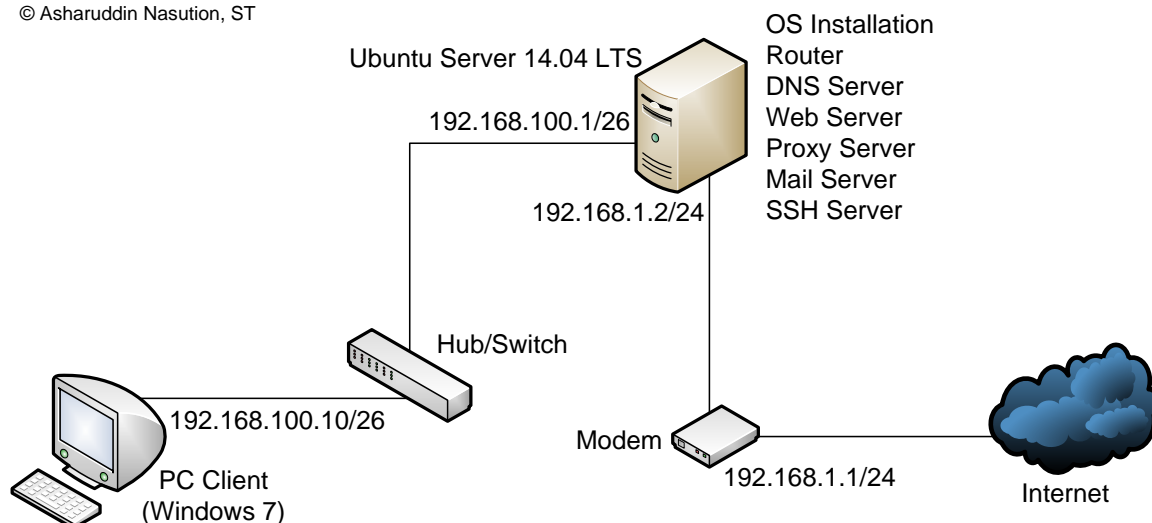 © Asharuddin Nasution, ST
OS Installation
Router
DNS Server
Web Server
Proxy Server
Mail Server
SSH Server
Ubuntu Server 14.04 LTS
192.168.100.1/26
192.168.1.2/24
Hub/Switch
192.168.100.10/26
PC Client
(Windows 7)
Modem
192.168.1.1/24
Internet